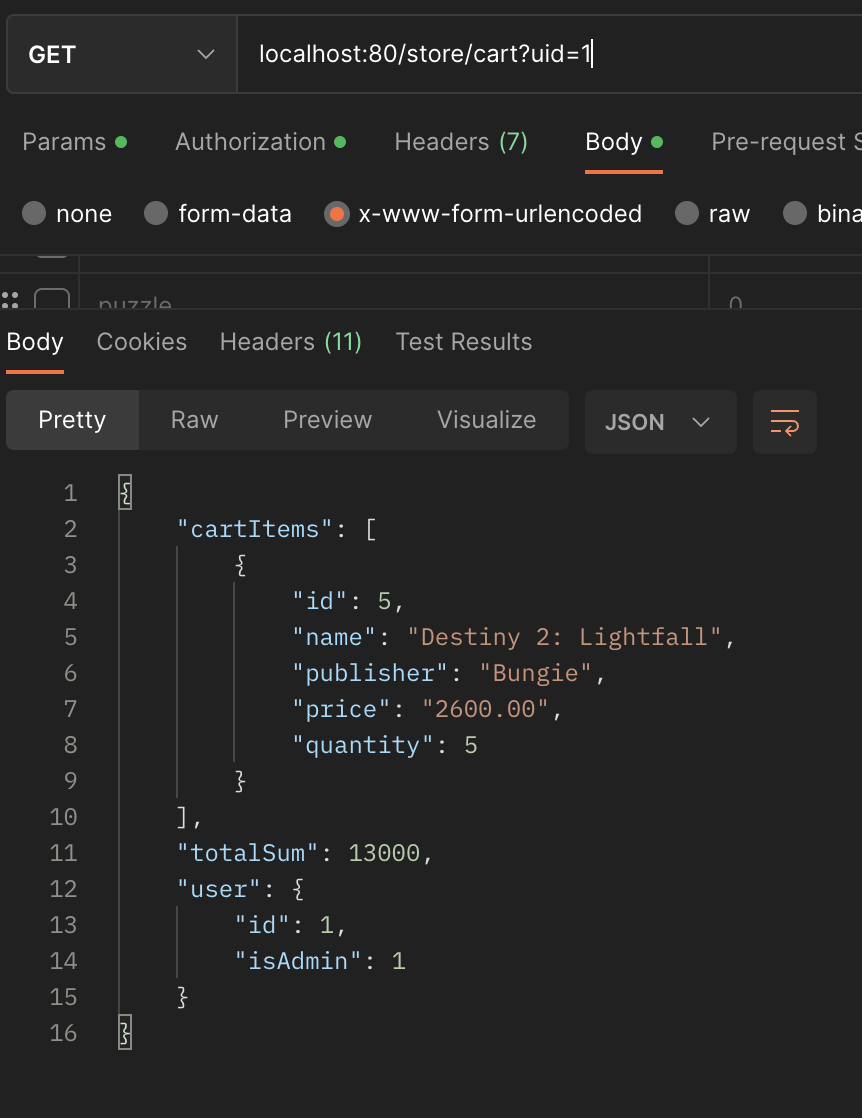 GET localhost:80/store/cart?uid=1
Params Authorization Headers (7) Body Pre-request S
none form-data x-www-form-urlencoded raw bina
puzzle 0
Body Cookies Headers (11) Test Results
Pretty Raw Preview Visualize JSON
1 {
2 "cartItems": [
3 {
4 "id": 5,
5 "name": "Destiny 2: Lightfall",
6 "publisher": "Bungie",
7 "price": "2600.00",
8 "quantity": 5
9 }
10 ],
11 "totalSum": 13000,
12 "user": {
13 "id": 1,
14 "isAdmin": 1
15 }
16 }